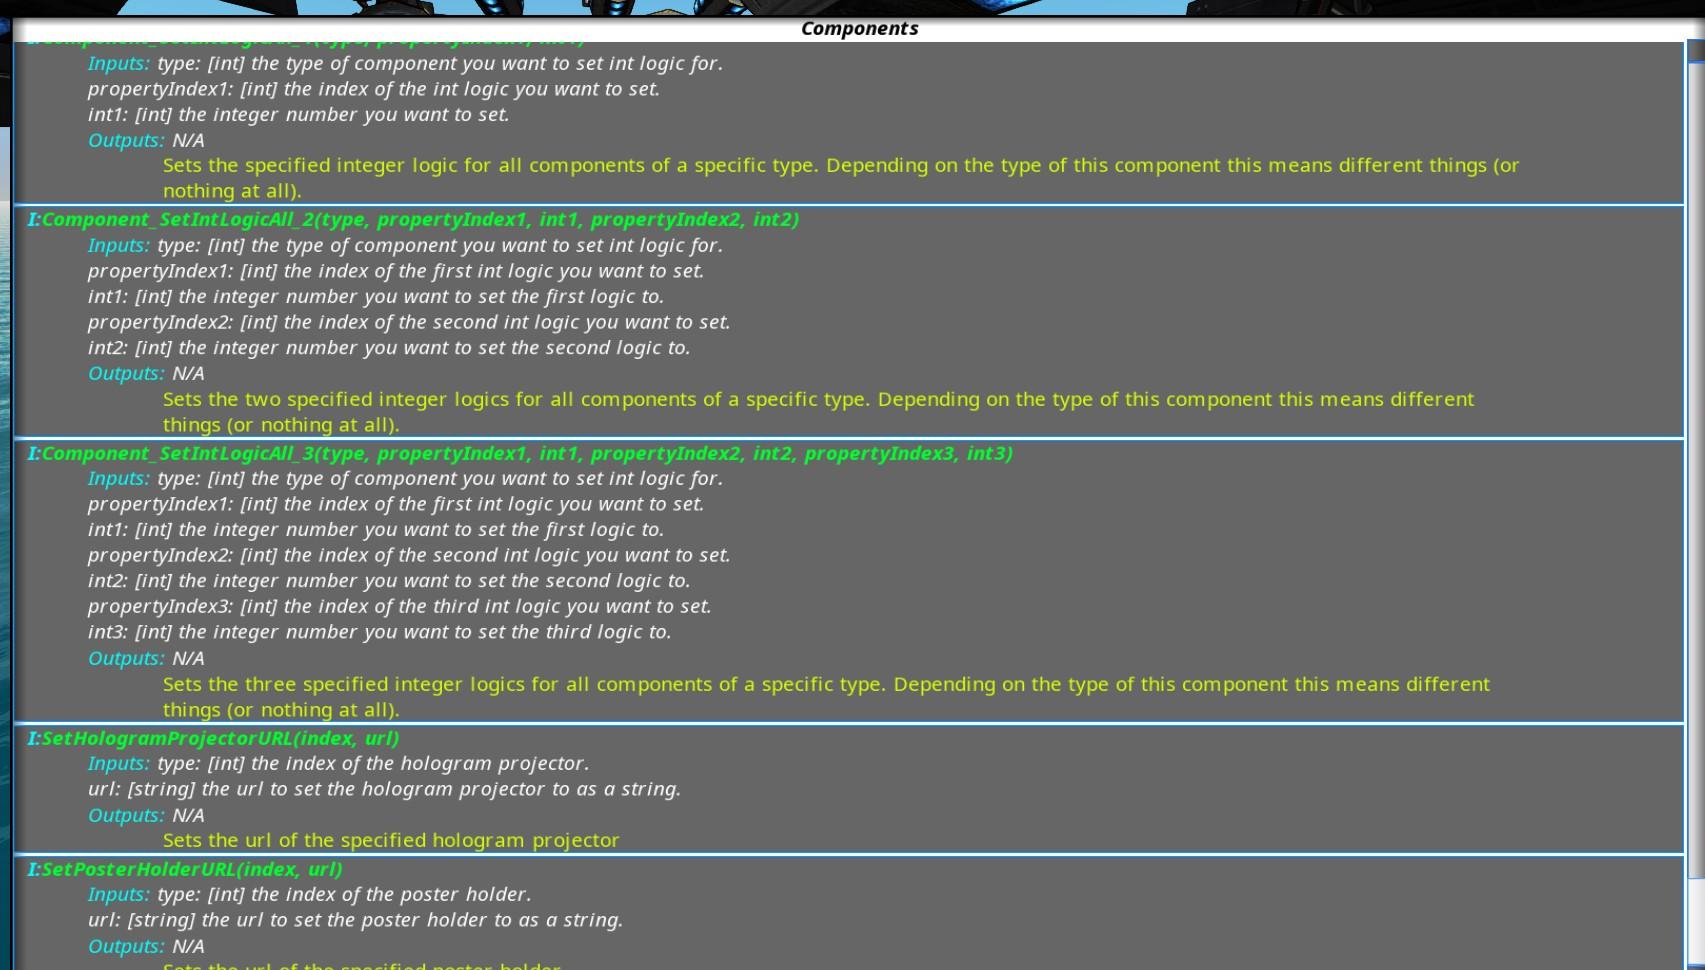 Components
I:Component_SetIntLogicAll_1(type, propertyIndex1, int1)
Inputs: type: [int] the type of component you want to set int logic for.
propertyIndex1: [int] the index of the int logic you want to set.
int1: [int] the integer number you want to set.
Outputs: N/A
Sets the specified integer logic for all components of a specific type. Depending on the type of this component this means different things (or
nothing at all).
I:Component_SetIntLogicAll_2(type, propertyIndex1, int1, propertyIndex2, int2)
Inputs: type: [int] the type of component you want to set int logic for.
propertyIndex1: [int] the index of the first int logic you want to set.
int1: [int] the integer number you want to set the first logic to.
propertyIndex2: [int] the index of the second int logic you want to set.
int2: [int] the integer number you want to set the second logic to.
Outputs: N/A
Sets the two specified integer logics for all components of a specific type. Depending on the type of this component this means different
things (or nothing at all).
I:Component_SetIntLogicAll_3(type, propertyIndex1, int1, propertyIndex2, int2, propertyIndex3, int3)
Inputs: type: [int] the type of component you want to set int logic for.
propertyIndex1: [int] the index of the first int logic you want to set.
int1: [int] the integer number you want to set the first logic to.
propertyIndex2: [int] the index of the second int logic you want to set.
int2: [int] the integer number you want to set the second logic to.
propertyIndex3: [int] the index of the third int logic you want to set.
int3: [int] the integer number you want to set the third logic to.
Outputs: N/A
Sets the three specified integer logics for all components of a specific type. Depending on the type of this component this means different
things (or nothing at all).
I:SetHologramProjectorURL(index, url)
Inputs: type: [int] the index of the hologram projector.
url: [string] the url to set the hologram projector to as a string.
Outputs: N/A
Sets the url of the specified hologram projector
I:SetPosterHolderURL(index, url)
Inputs: type: [int] the index of the poster holder.
url: [string] the url to set the poster holder to as a string.
Outputs: N/A
Sets the url of the specified poster holder